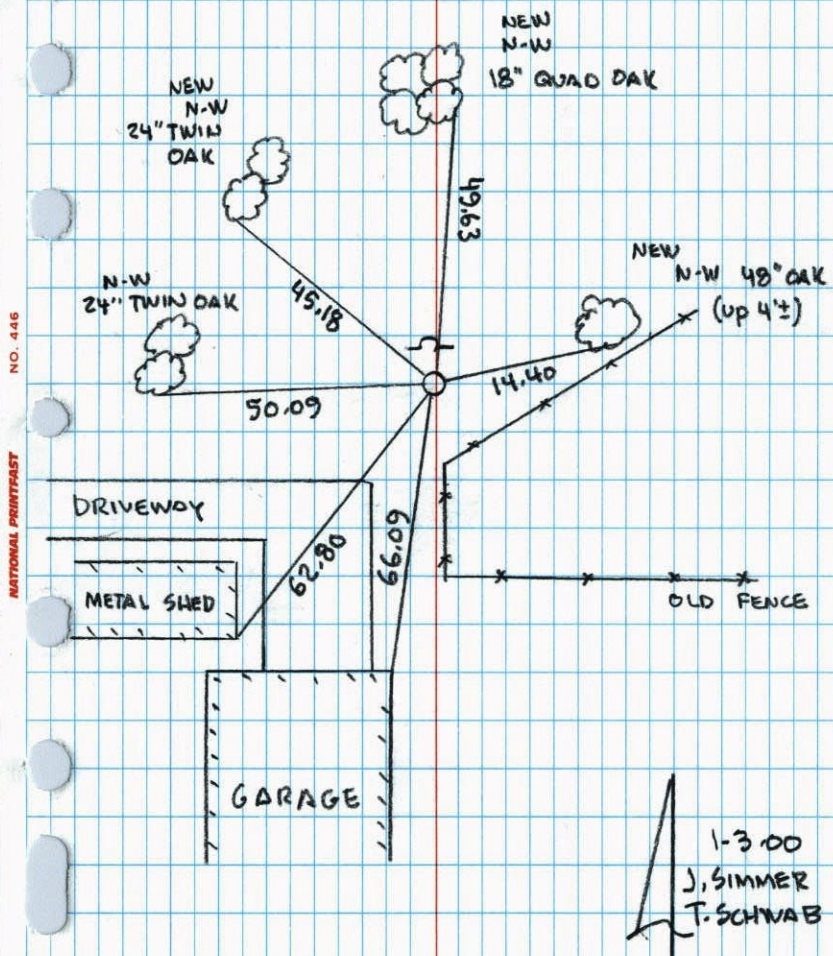 NEW
N-W
18" QUAD OAK
NEW
N-W
24" TWIN
OAK
49.63
NEW
N-W 48" OAK
(up 4'±)
N-W
24" TWIN OAK
45.18
14.40
50.09
NO. 446
NATIONAL PRINTFAST
DRIVEWAY
62.80
66.09
METAL SHED
OLD FENCE
GARAGE
1-3-00
J. SIMMER
T. SCHWAB